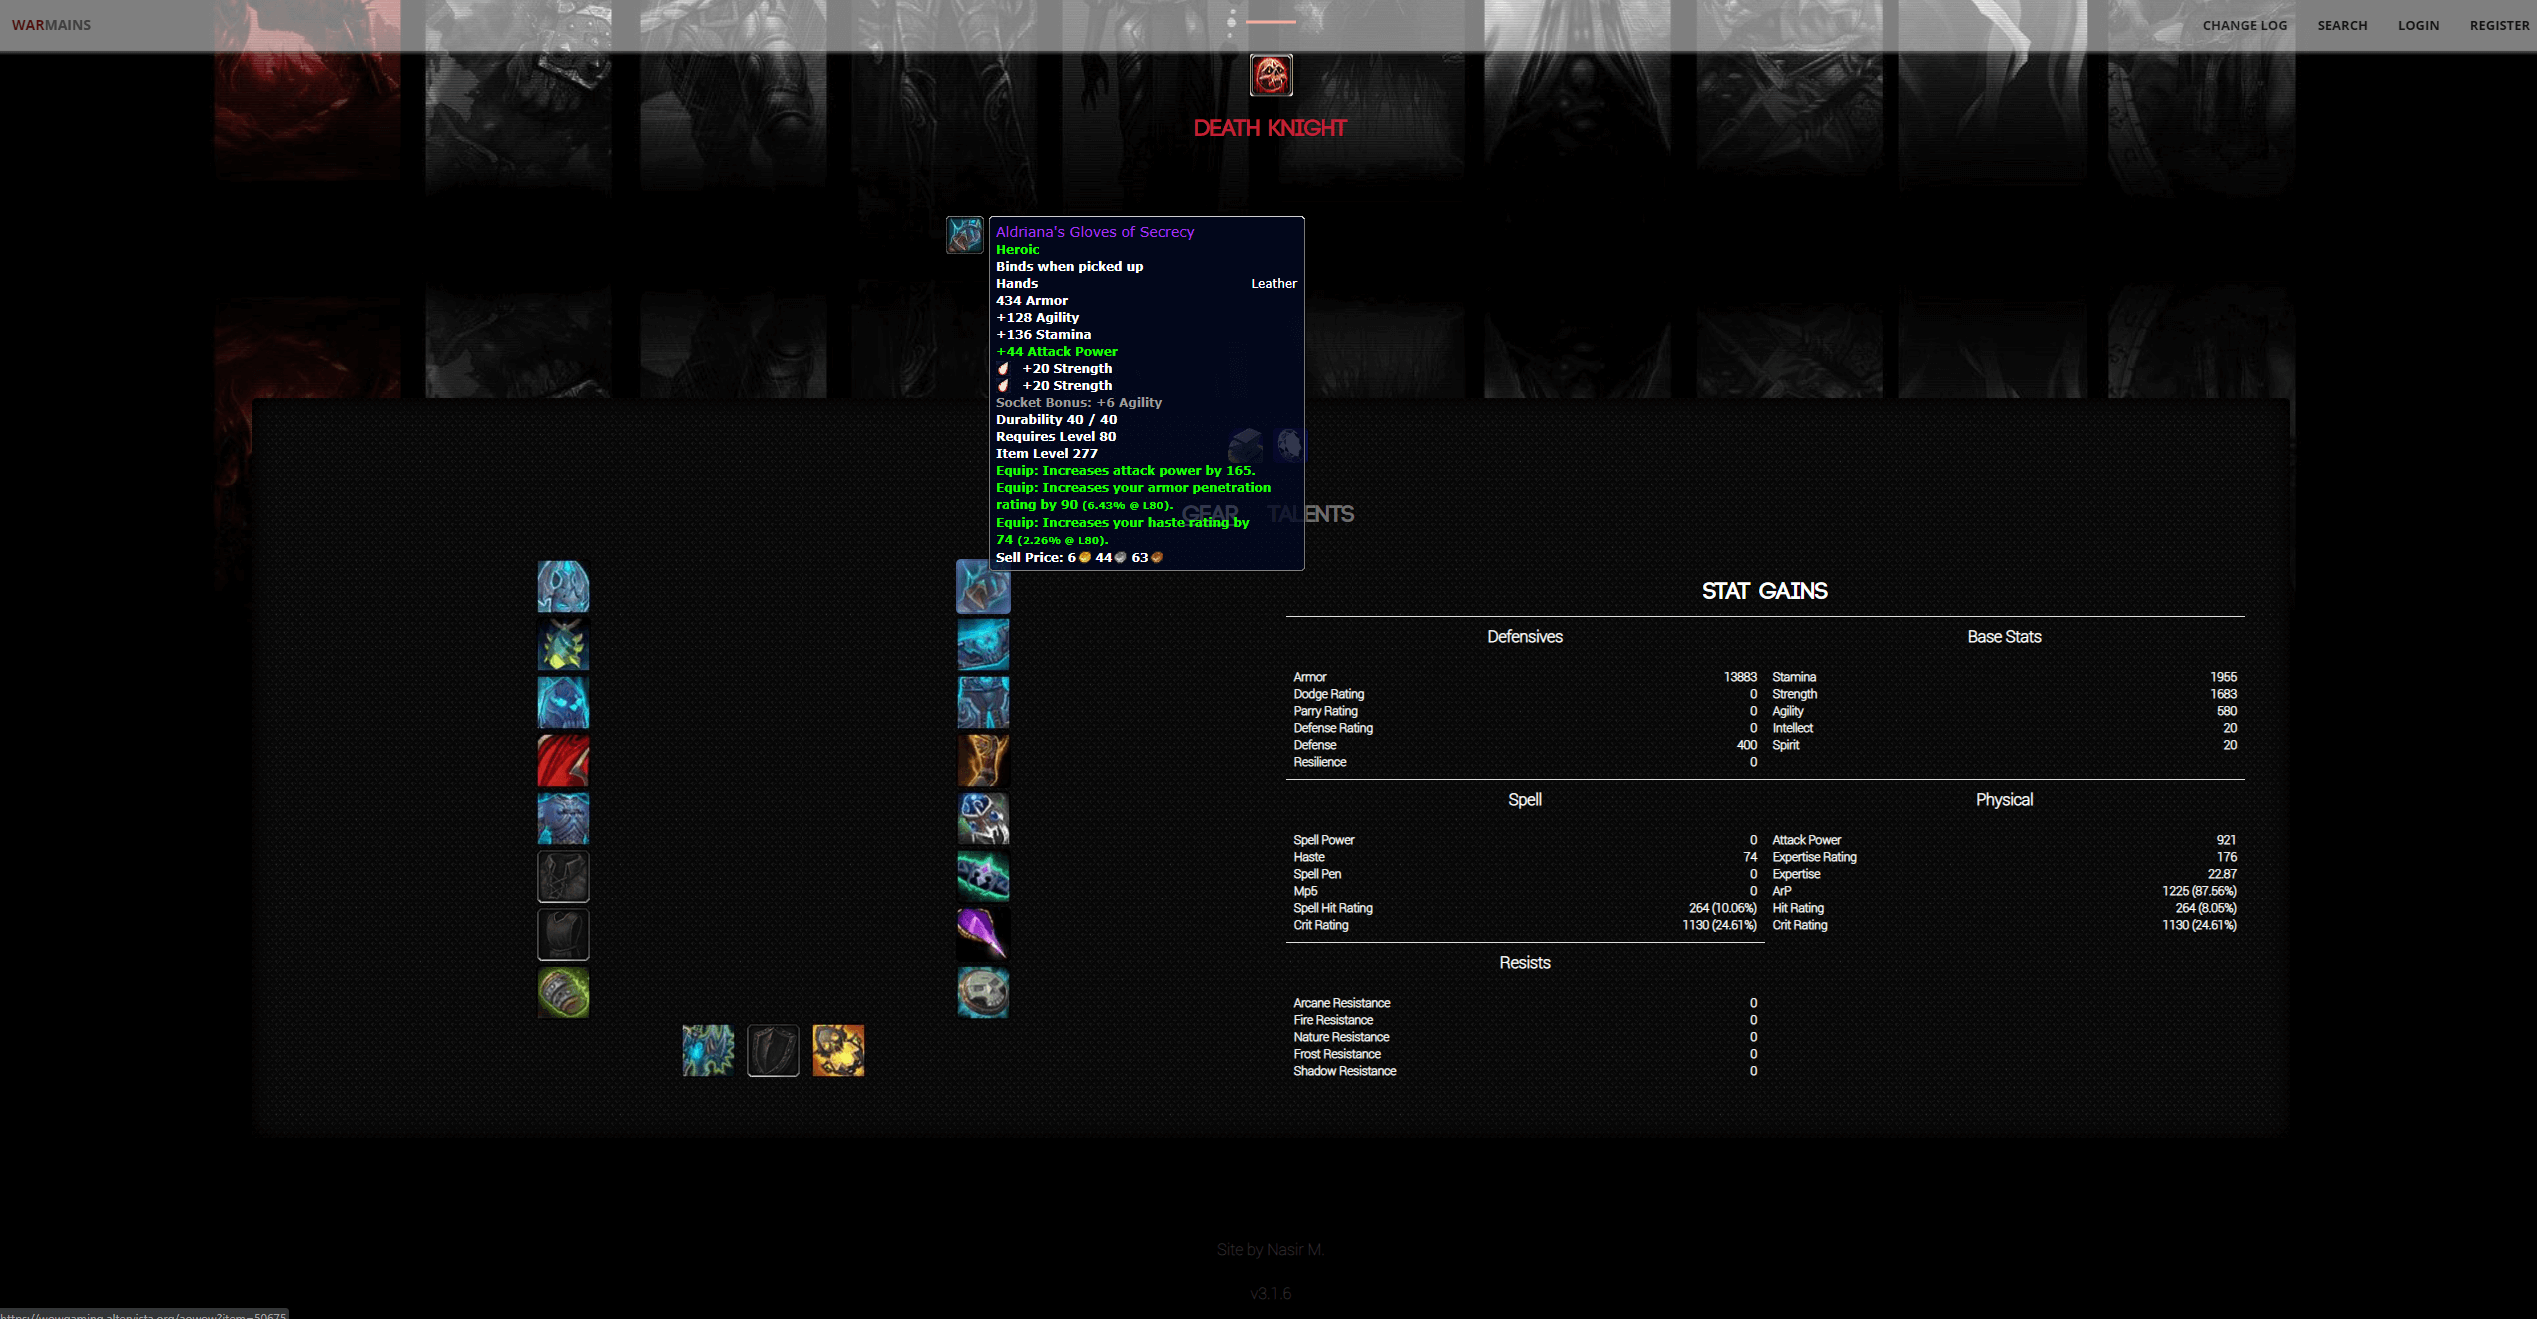 WARMAINS
CHANGE LOG SEARCH LOGIN REGISTER
DEATH KNIGHT
Aldriana's Gloves of Secrecy
Heroic
Binds when picked up
Hands Leather
434 Armor
+128 Agility
+136 Stamina
+44 Attack Power
+20 Strength
+20 Strength
Socket Bonus: +6 Agility
Durability 40 / 40
Requires Level 80
Item Level 277
Equip: Increases attack power by 165.
Equip: Increases your armor penetration
rating by 90 (6.43% @ L80).
Equip: Increases your haste rating by
74 (2.26% @ L80).
Sell Price: 6 44 63
GEAR TALENTS
STAT GAINS
Defensives
Armor 13883
Dodge Rating 0
Parry Rating 0
Defense Rating 0
Defense 400
Resilience 0
Base Stats
Stamina 1955
Strength 1683
Agility 580
Intellect 20
Spirit 20
Spell
Spell Power 0
Haste 74
Spell Pen 0
Mp5 0
Spell Hit Rating 264 (10.06%)
Crit Rating 1130 (24.61%)
Physical
Attack Power 921
Expertise Rating 176
Expertise 22.87
ArP 1225 (87.56%)
Hit Rating 264 (8.05%)
Crit Rating 1130 (24.61%)
Resists
Arcane Resistance 0
Fire Resistance 0
Nature Resistance 0
Frost Resistance 0
Shadow Resistance 0
Site by Nasir M.
v3.1.6
https://wowgaming.altervista.org/aowow?item=50675